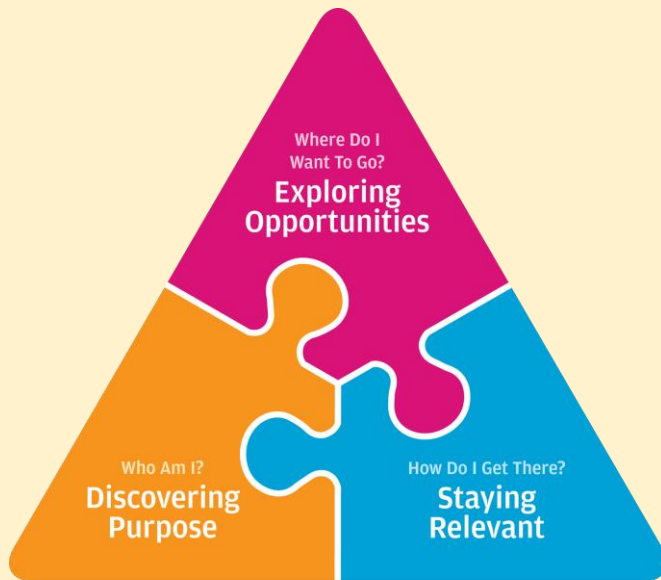 Where Do I
Want To Go?
Exploring
Opportunities
Who Am I?
Discovering
Purpose
How Do I Get There?
Staying
Relevant